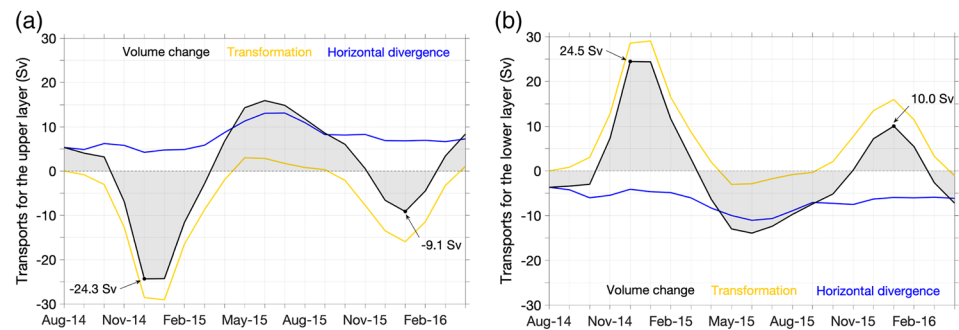 (a)
Transports for the upper layer (Sv)
30
20
10
0
-10
-20
-30
Volume change Transformation Horizontal divergence
-24.3 Sv
-9.1 Sv
Aug-14 Nov-14 Feb-15 May-15 Aug-15 Nov-15 Feb-16
(b)
Transports for the lower layer (Sv)
30
20
10
0
-10
-20
-30
24.5 Sv
10.0 Sv
Volume change Transformation Horizontal divergence
Aug-14 Nov-14 Feb-15 May-15 Aug-15 Nov-15 Feb-16